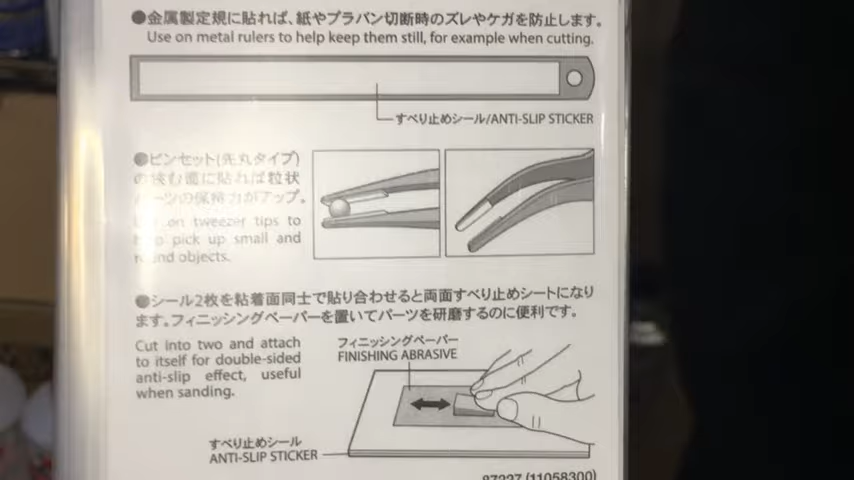 ●金属製定規に貼れば、紙やプラバン切断時のズレやケガを防止します。
Use on metal rulers to help keep them still, for example when cutting.
すべり止めシール/ANTI-SLIP STICKER
●ピンセット(先丸タイプ)
の挟む面に貼れば粒状
パーツの保持力がアップ。
Use on tweezer tips to
help pick up small and
round objects.
●シール2枚を粘着面同士で貼り合わせると両面すべり止めシートになり
ます。フィニッシングペーパーを置いてパーツを研磨するのに便利です。
Cut into two and attach
to itself for double-sided
anti-slip effect, useful
when sanding.
フィニッシングペーパー
FINISHING ABRASIVE
すべり止めシール
ANTI-SLIP STICKER
87227 (11058300)